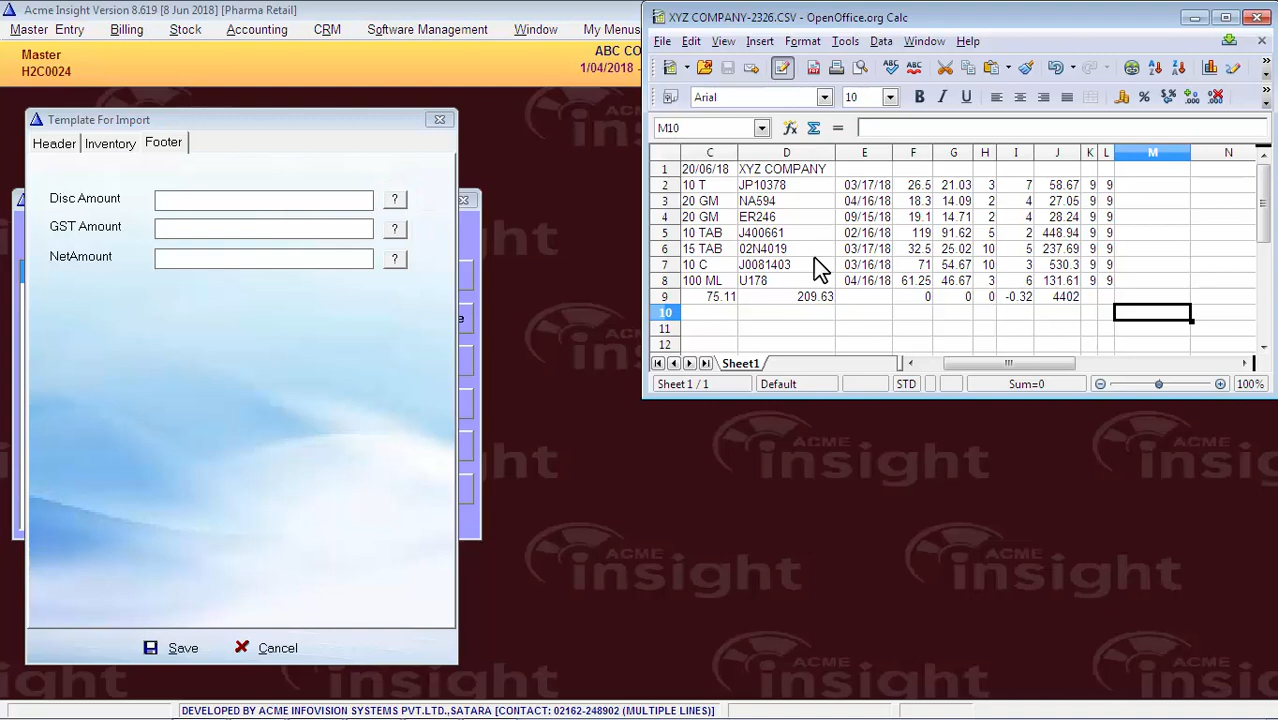 Acme Insight Version 8.619 [8 Jun 2018] [Pharma Retail]
Master Entry Billing Stock Accounting CRM Software Management Window My Menus
Master
H2C0024
ABC CO
1/04/2018 -
Template For Import
Header Inventory Footer
Disc Amount ?
GST Amount ?
NetAmount ?
Save Cancel
XYZ COMPANY-2326.CSV - OpenOffice.org Calc
File Edit View Insert Format Tools Data Window Help
Arial 10
M10
C D E F G H I J K L M N
1 20/06/18 XYZ COMPANY
2 10 T JP10378 03/17/18 26.5 21.03 3 7 58.67 9 9
3 20 GM NA594 04/16/18 18.3 14.09 2 4 27.05 9 9
4 20 GM ER246 09/15/18 19.1 14.71 2 4 28.24 9 9
5 10 TAB J400661 02/16/18 119 91.62 5 2 448.94 9 9
6 15 TAB 02N4019 03/17/18 32.5 25.02 10 5 237.69 9 9
7 10 C J0081403 03/16/18 71 54.67 10 3 530.3 9 9
8 100 ML U178 04/16/18 61.25 46.67 3 6 131.61 9 9
9 75.11 209.63 0 0 0 -0.32 4402
10
11
12
Sheet1
Sheet 1 / 1 Default STD Sum=0 100%
ACME
insight
DEVELOPED BY ACME INFOVISION SYSTEMS PVT.LTD.,SATARA [CONTACT: 02162-248902 (MULTIPLE LINES)]